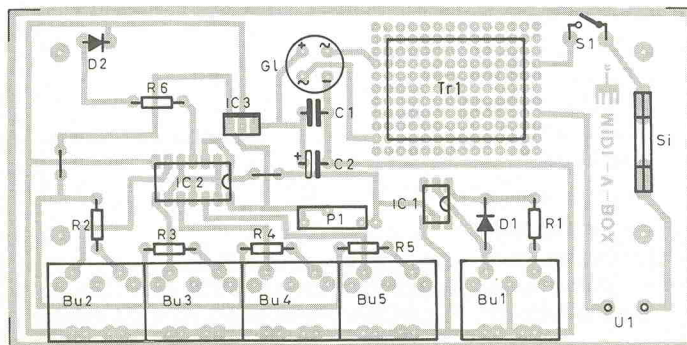 D2
R6
IC3
Gl
+ ~
~ −
C1
+
C2
Tr1
S1
MIDI-V-BOX
Si
IC2
R2
R3
R4
P1
R5
IC1
D1
R1
Bu2
Bu3
Bu4
Bu5
Bu1
U1